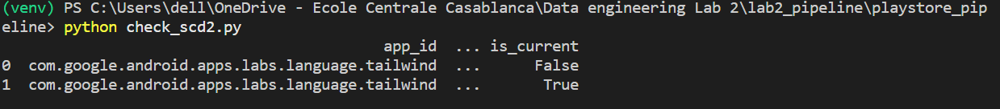 (venv) PS C:\Users\dell\OneDrive - Ecole Centrale Casablanca\Data engineering Lab 2\lab2_pipeline\playstore_pip
eline> python check_scd2.py
app_id ... is_current
0 com.google.android.apps.labs.language.tailwind ... False
1 com.google.android.apps.labs.language.tailwind ... True